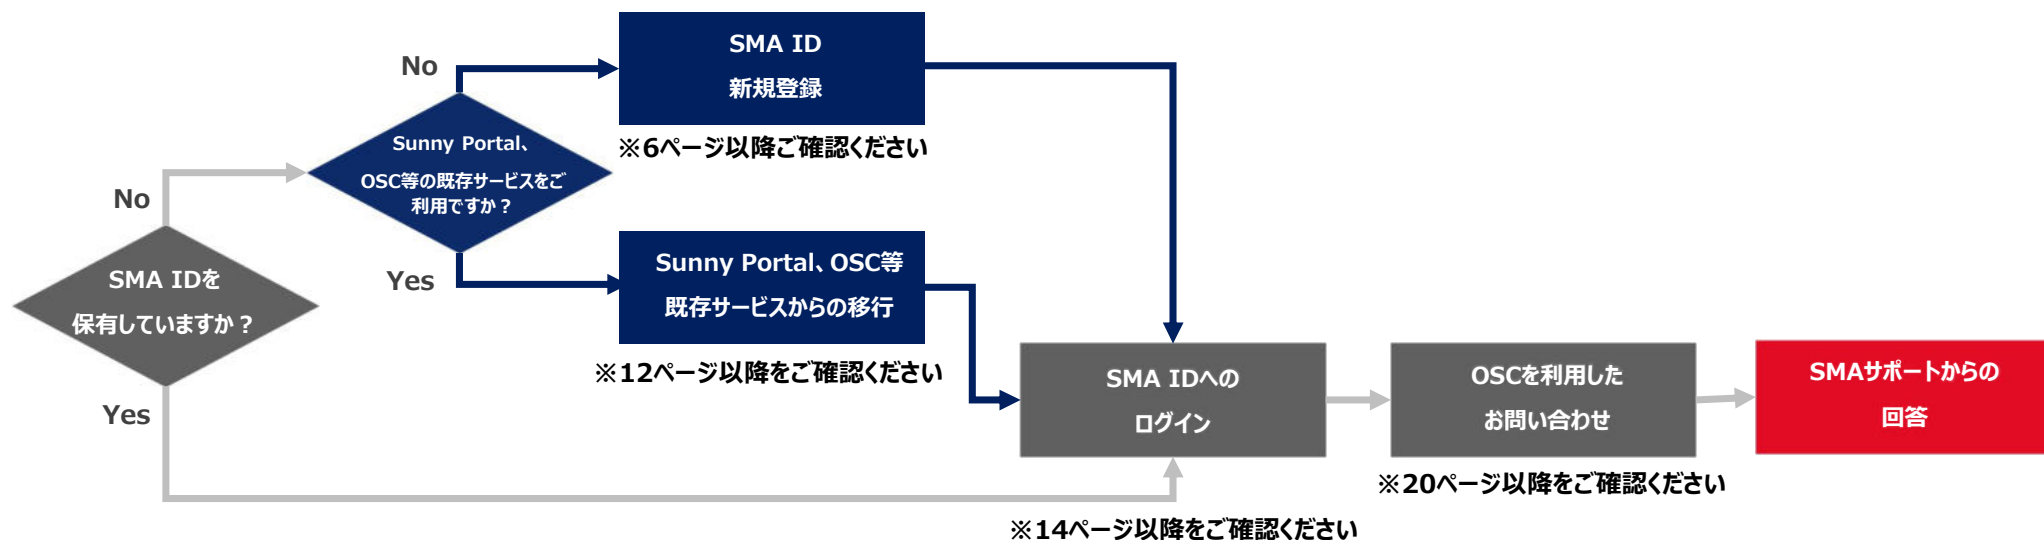 SMA IDを
保有していますか？
No
Yes
Sunny Portal、
OSC等の既存サービスをご
利用ですか？
No
Yes
SMA ID
新規登録
※6ページ以降ご確認ください
Sunny Portal、OSC等
既存サービスからの移行
※12ページ以降をご確認ください
SMA IDへの
ログイン
※14ページ以降をご確認ください
OSCを利用した
お問い合わせ
※20ページ以降をご確認ください
SMAサポートからの
回答